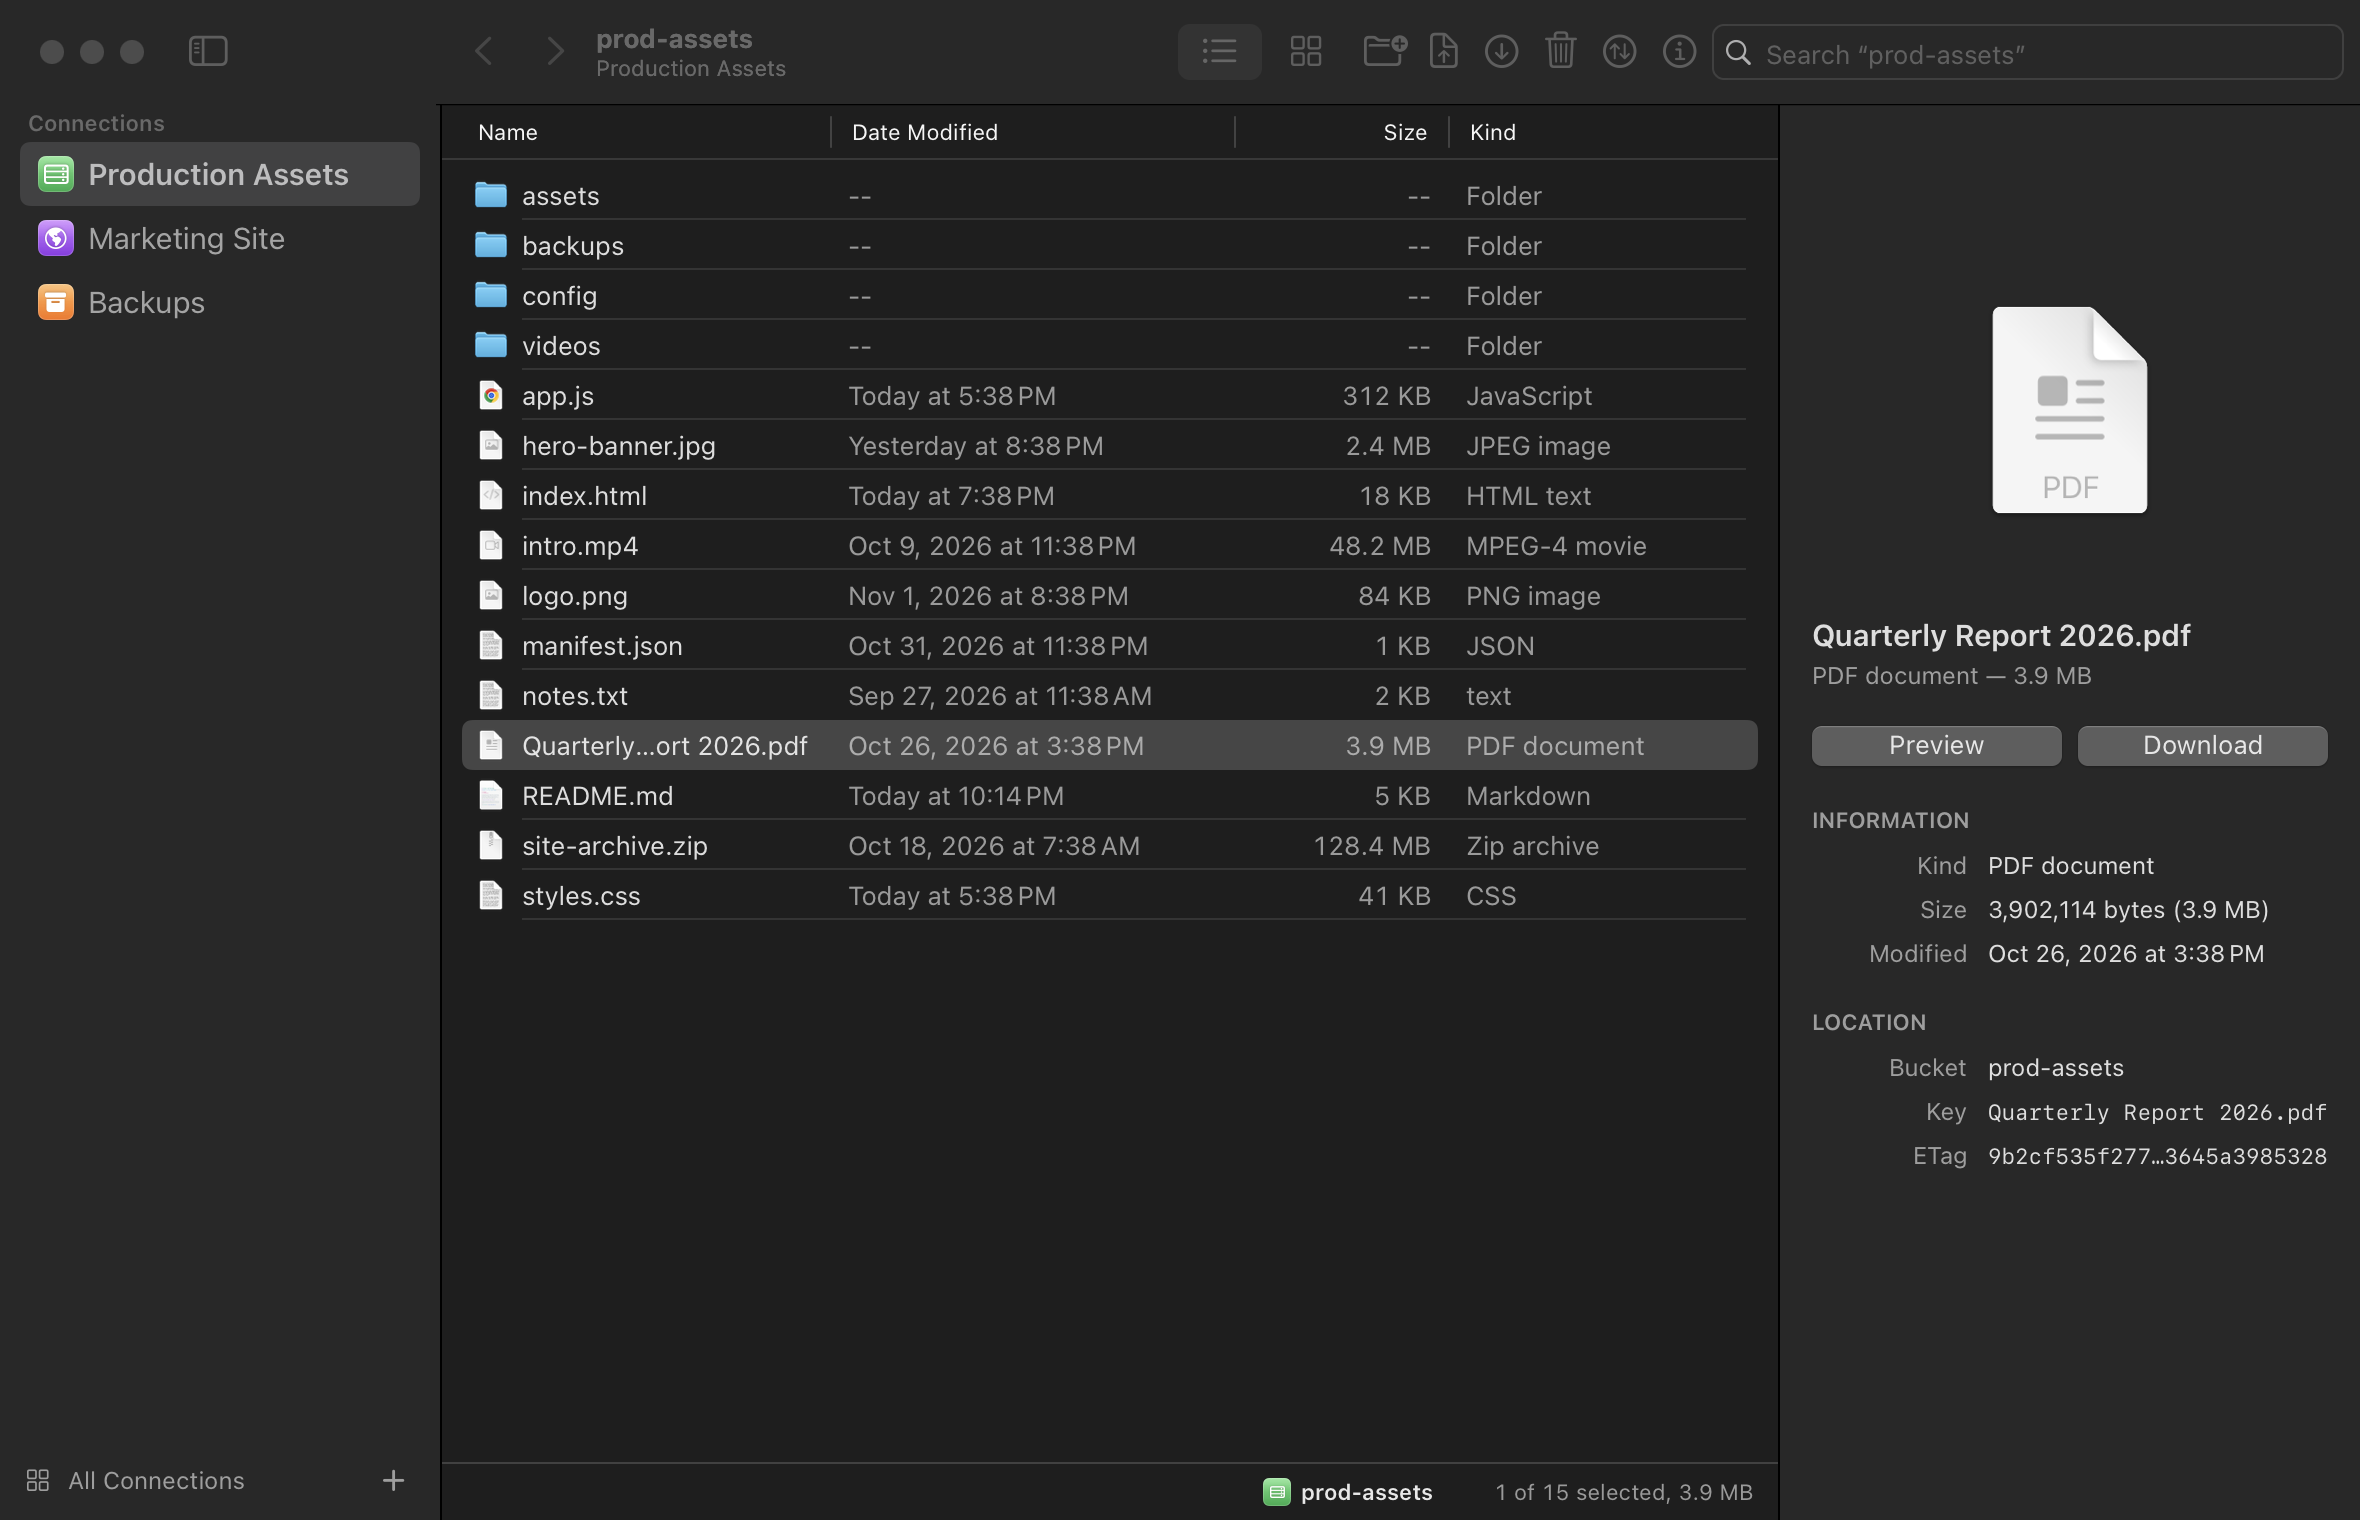 prod-assets
Production Assets
Search “prod-assets”
Connections
Production Assets
Marketing Site
Backups
All Connections
Name Date Modified Size Kind
assets -- -- Folder
backups -- -- Folder
config -- -- Folder
videos -- -- Folder
app.js Today at 5:38 PM 312 KB JavaScript
hero-banner.jpg Yesterday at 8:38 PM 2.4 MB JPEG image
index.html Today at 7:38 PM 18 KB HTML text
intro.mp4 Oct 9, 2026 at 11:38 PM 48.2 MB MPEG-4 movie
logo.png Nov 1, 2026 at 8:38 PM 84 KB PNG image
manifest.json Oct 31, 2026 at 11:38 PM 1 KB JSON
notes.txt Sep 27, 2026 at 11:38 AM 2 KB text
Quarterly...ort 2026.pdf Oct 26, 2026 at 3:38 PM 3.9 MB PDF document
README.md Today at 10:14 PM 5 KB Markdown
site-archive.zip Oct 18, 2026 at 7:38 AM 128.4 MB Zip archive
styles.css Today at 5:38 PM 41 KB CSS
prod-assets 1 of 15 selected, 3.9 MB
PDF
Quarterly Report 2026.pdf
PDF document — 3.9 MB
Preview Download
INFORMATION
Kind PDF document
Size 3,902,114 bytes (3.9 MB)
Modified Oct 26, 2026 at 3:38 PM
LOCATION
Bucket prod-assets
Key Quarterly Report 2026.pdf
ETag 9b2cf535f277…3645a3985328